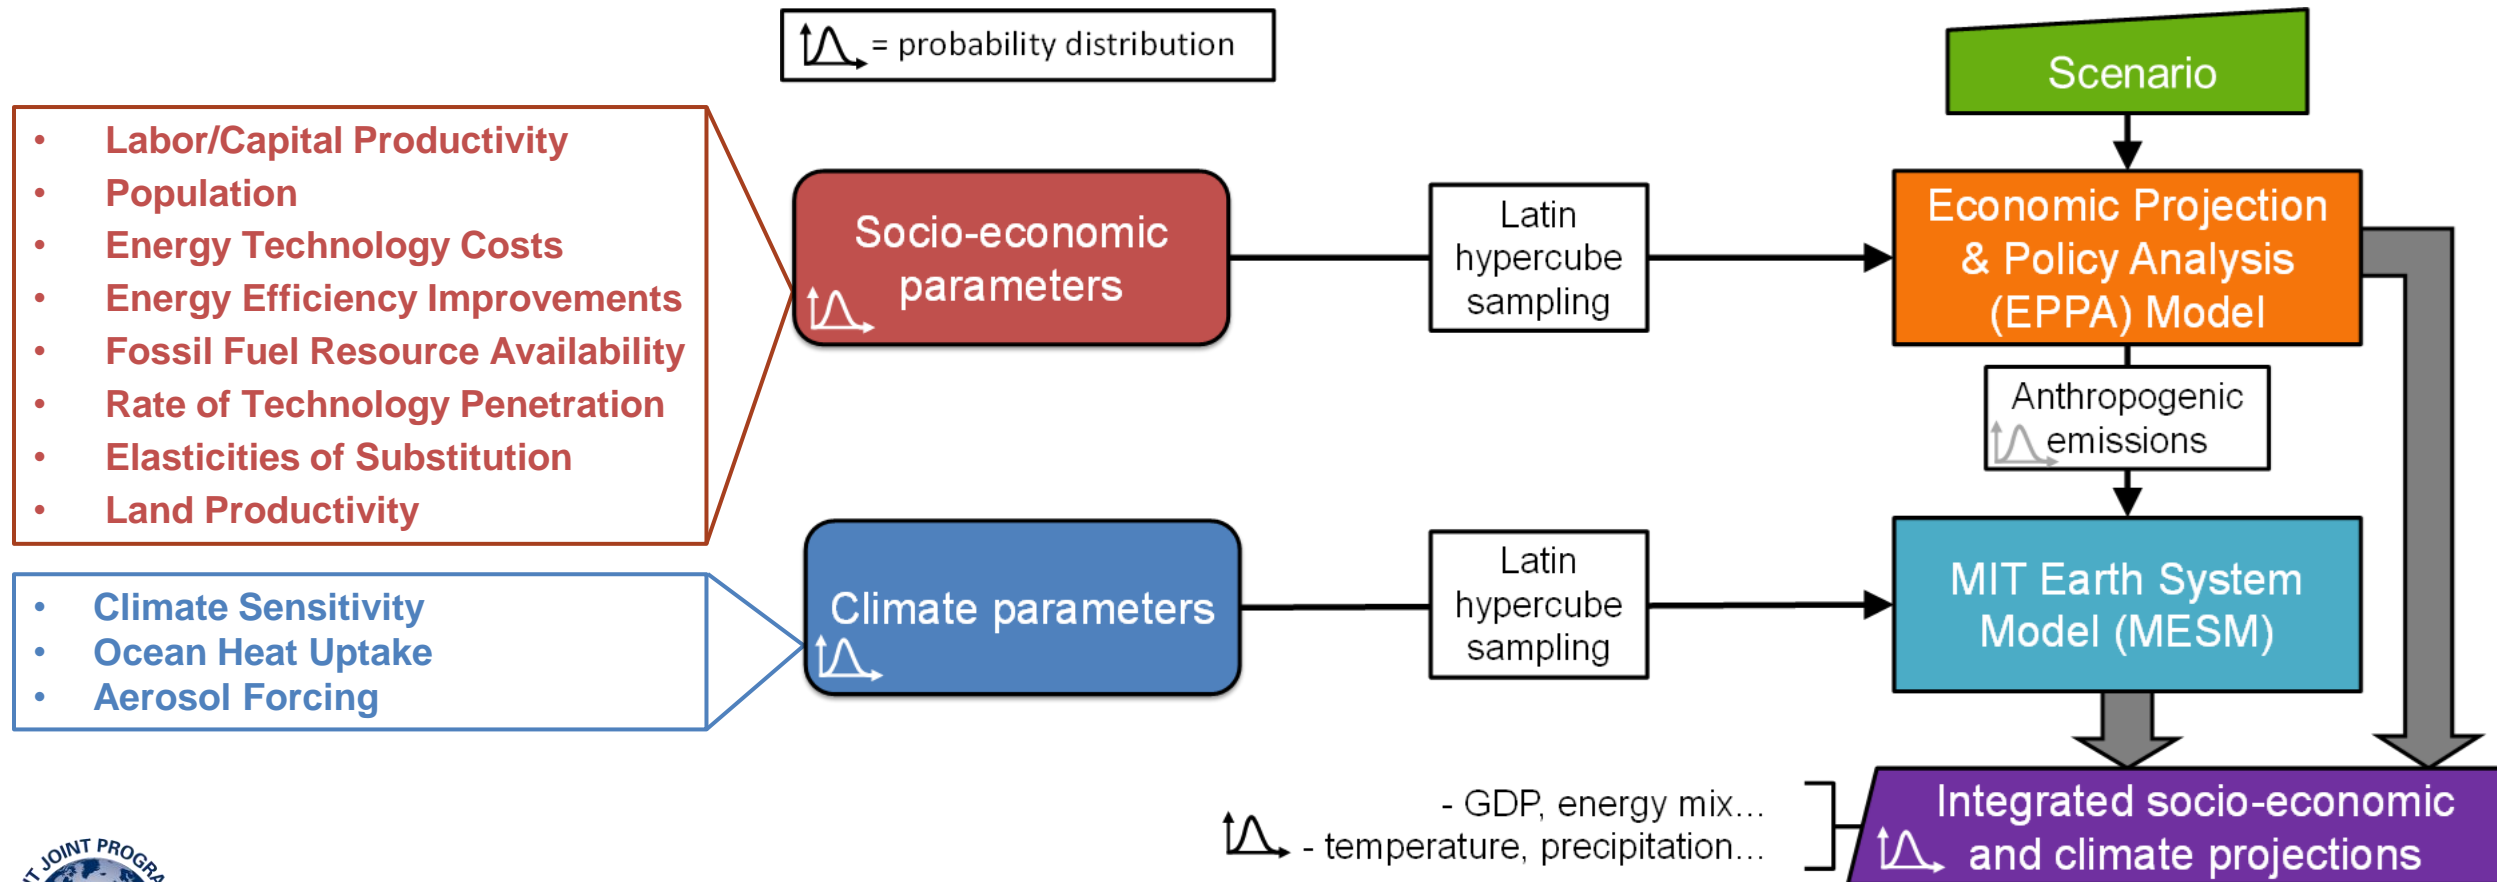 = probability distribution
Scenario
• Labor/Capital Productivity
• Population
• Energy Technology Costs
• Energy Efficiency Improvements
• Fossil Fuel Resource Availability
• Rate of Technology Penetration
• Elasticities of Substitution
• Land Productivity
Socio-economic
parameters
Latin
hypercube
sampling
Economic Projection
& Policy Analysis
(EPPA) Model
Anthropogenic
emissions
• Climate Sensitivity
• Ocean Heat Uptake
• Aerosol Forcing
Climate parameters
Latin
hypercube
sampling
MIT Earth System
Model (MESM)
- GDP, energy mix...
- temperature, precipitation...
Integrated socio-economic
and climate projections
JOINT